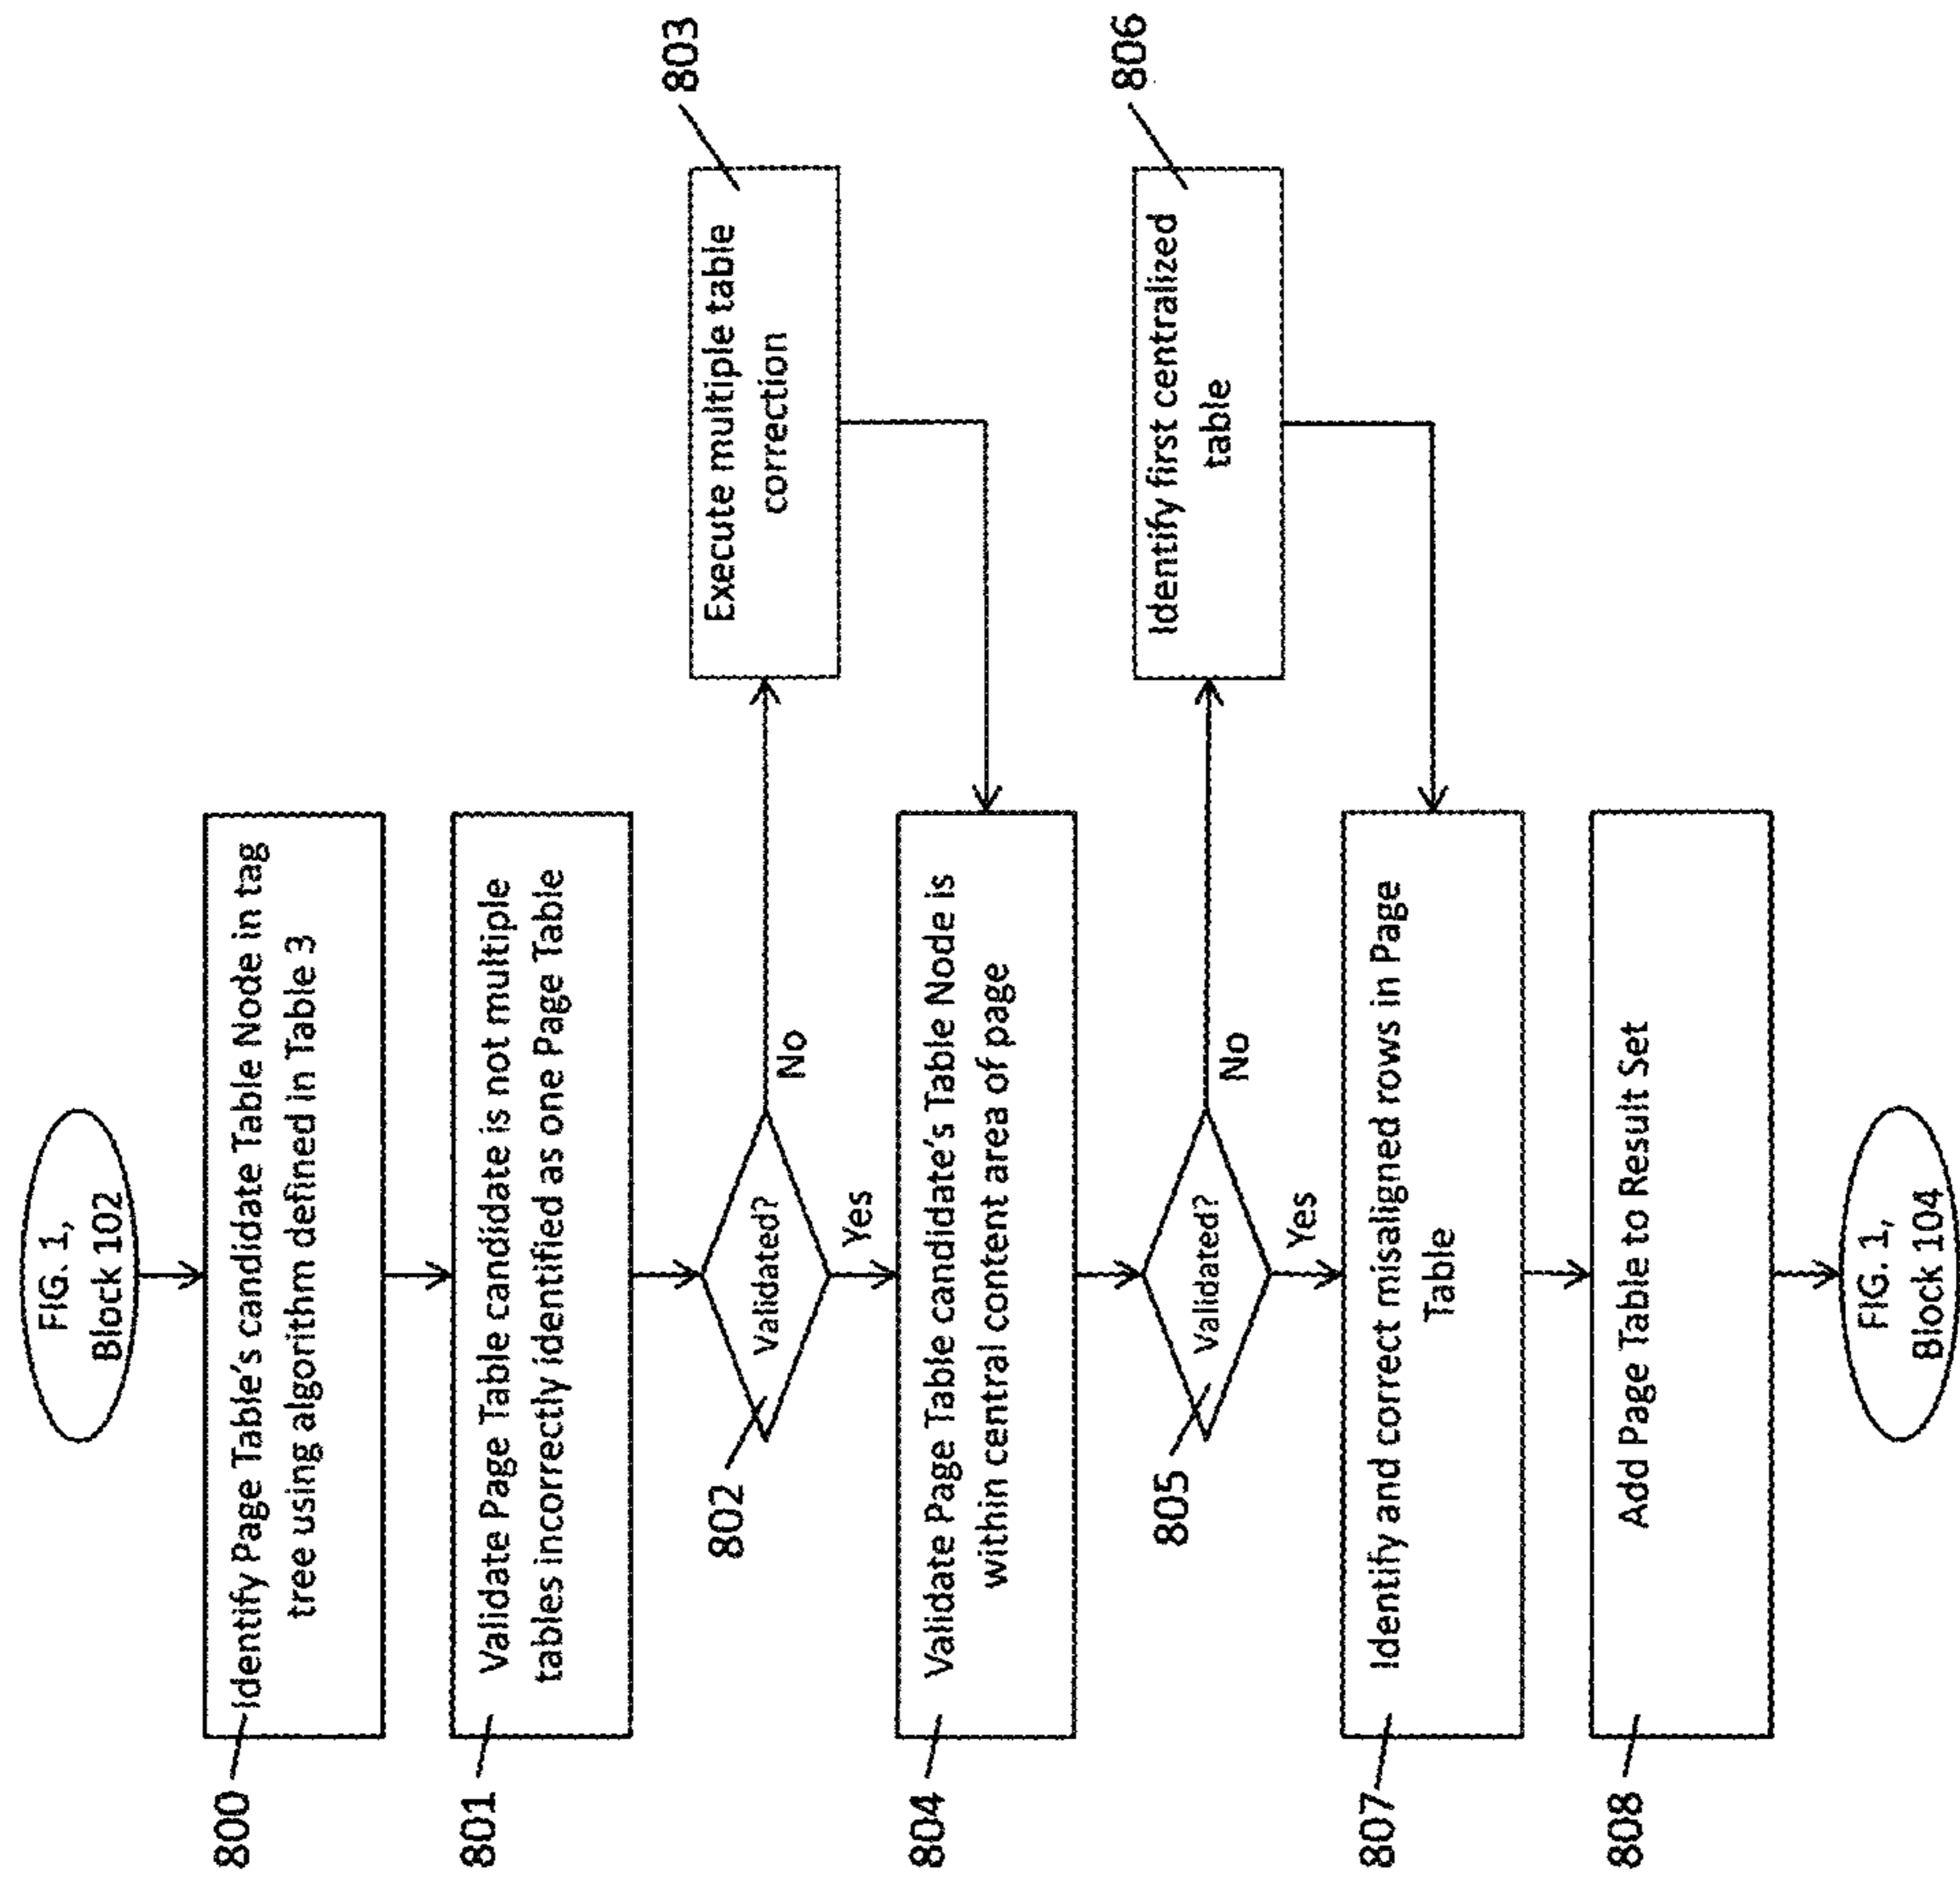 FIG. 1,
Block 102
800
Identify Page Table's candidate Table Node in tag
tree using algorithm defined in Table 3
801
Validate Page Table candidate is not multiple
tables incorrectly identified as one Page Table
802
Validated?
No
Yes
803
Execute multiple table
correction
804
Validate Page Table candidate's Table Node is
within central content area of page
805
Validated?
No
Yes
806
Identify first centralized
table
807
Identify and correct misaligned rows in Page
Table
808
Add Page Table to Result Set
FIG. 1,
Block 104